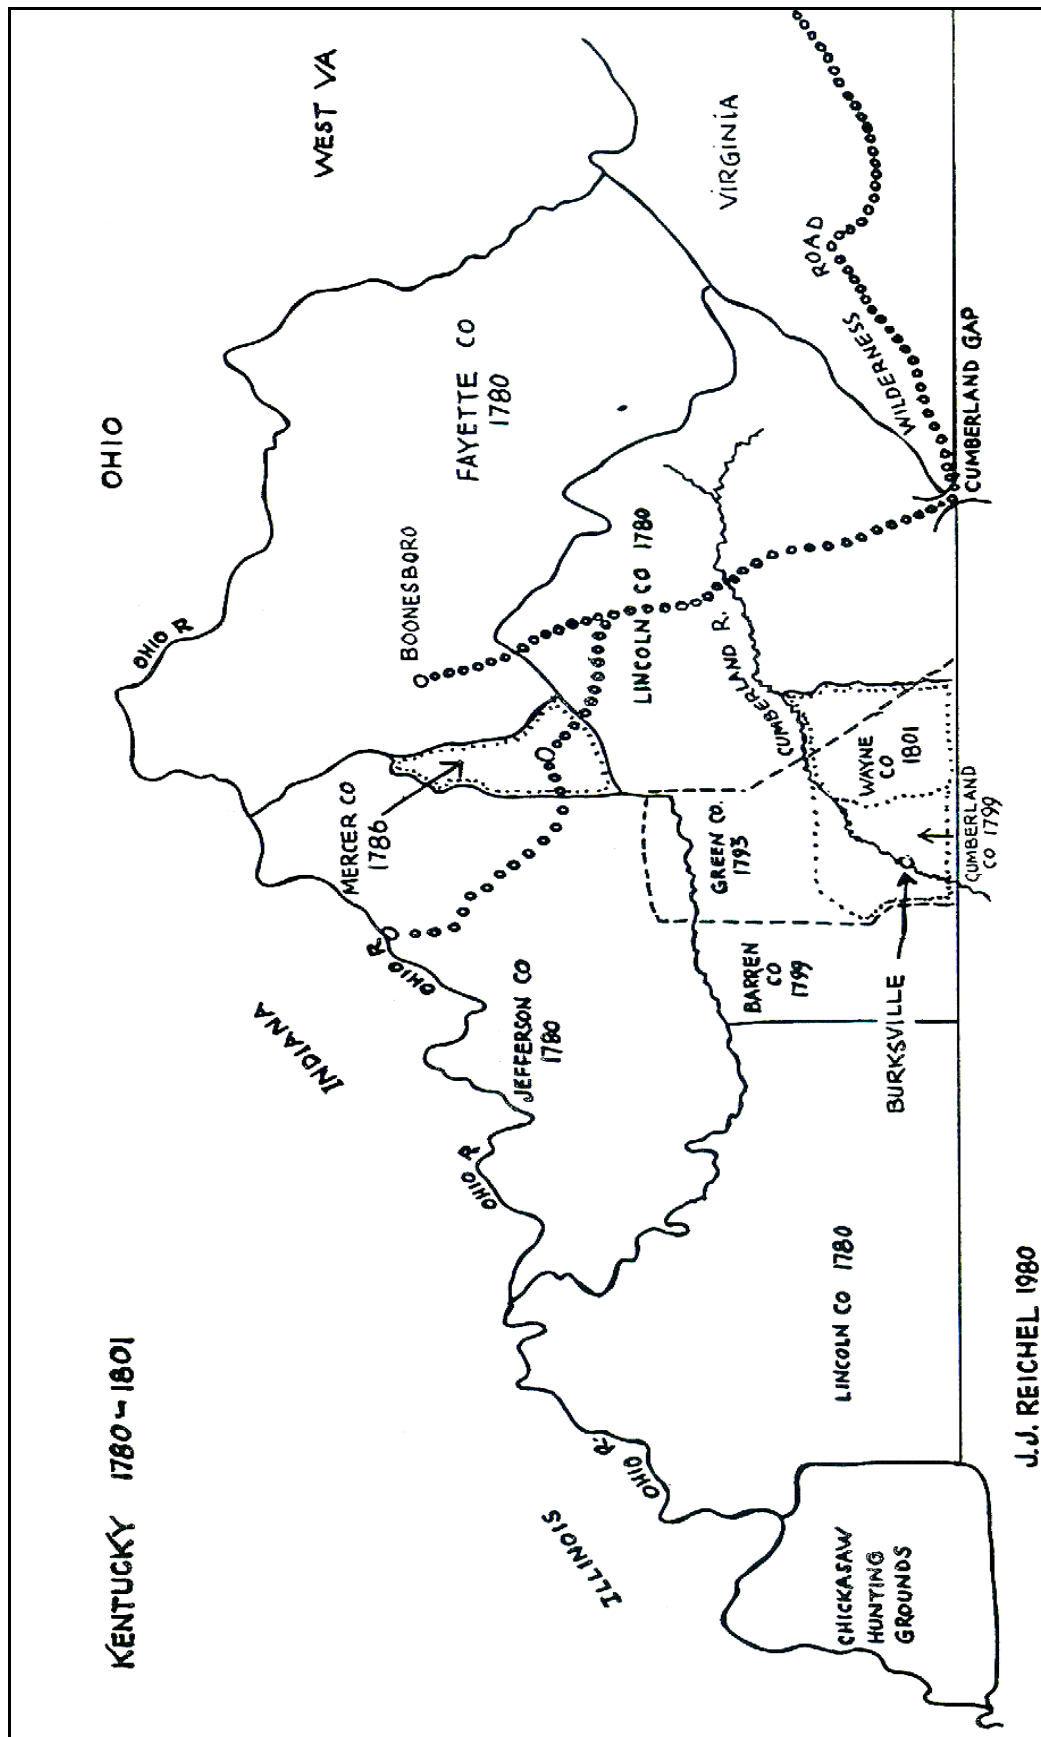 KENTUCKY 1780-1801
OHIO
WEST VA
OHIO R
INDIANA
ILLINOIS
MERCER CO
1786
BOONESBORO
FAYETTE CO
1780
VIRGINIA
OHIO R.
JEFFERSON CO
1780
OHIO R
OHIO R.
LINCOLN CO 1780
CUMBERLAND R.
CUMBERLAND
ROAD
WILDERNESS
GREEN CO.
1793
BARREN
CO
1799
WAYNE
CO
1801
BURKSVILLE
LINCOLN CO 1780
CHICKASAW
HUNTING
GROUNDS
CUMBERLAND
CO 1799
CUMBERLAND GAP
J.J. REICHEL 1980